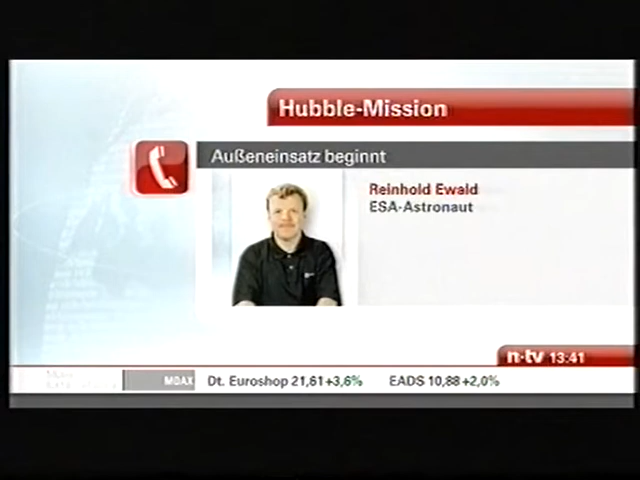 Hubble-Mission
Außeneinsatz beginnt
Reinhold Ewald
ESA-Astronaut
n-tv 13:41
MDAX Dt. Euroshop 21,61 +3,6% EADS 10,88 +2,0%